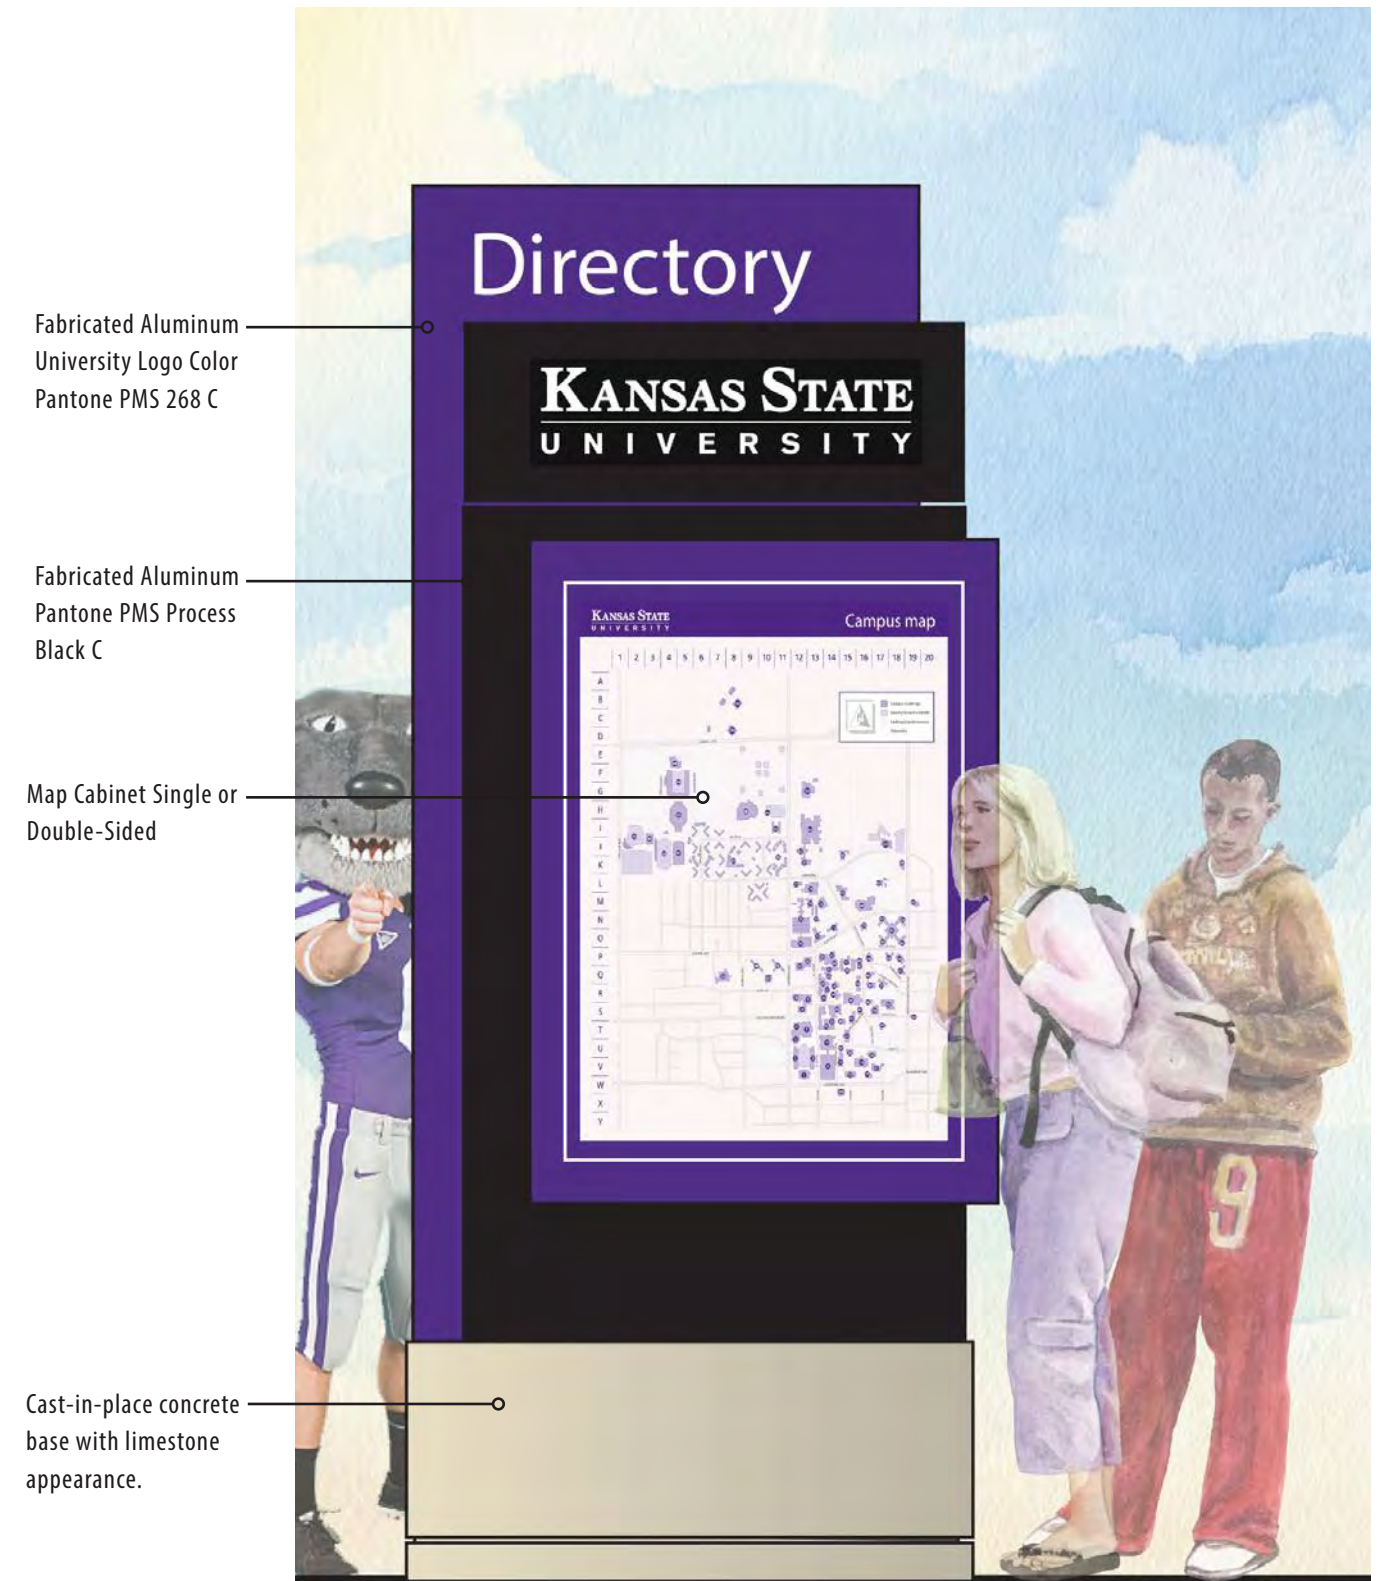 Directory
Fabricated Aluminum
University Logo Color
Pantone PMS 268 C
KANSAS STATE
UNIVERSITY
Fabricated Aluminum
Pantone PMS Process
Black C
KANSAS STATE
UNIVERSITY
Campus map
1 2 3 4 5 6 7 8 9 10 11 12 13 14 15 16 17 18 19 20
A
B
C
D
E
F
G
H
I
J
K
L
M
N
O
P
Q
R
S
T
U
V
W
X
Y
Map Cabinet Single or
Double-Sided
9
Cast-in-place concrete
base with limestone
appearance.